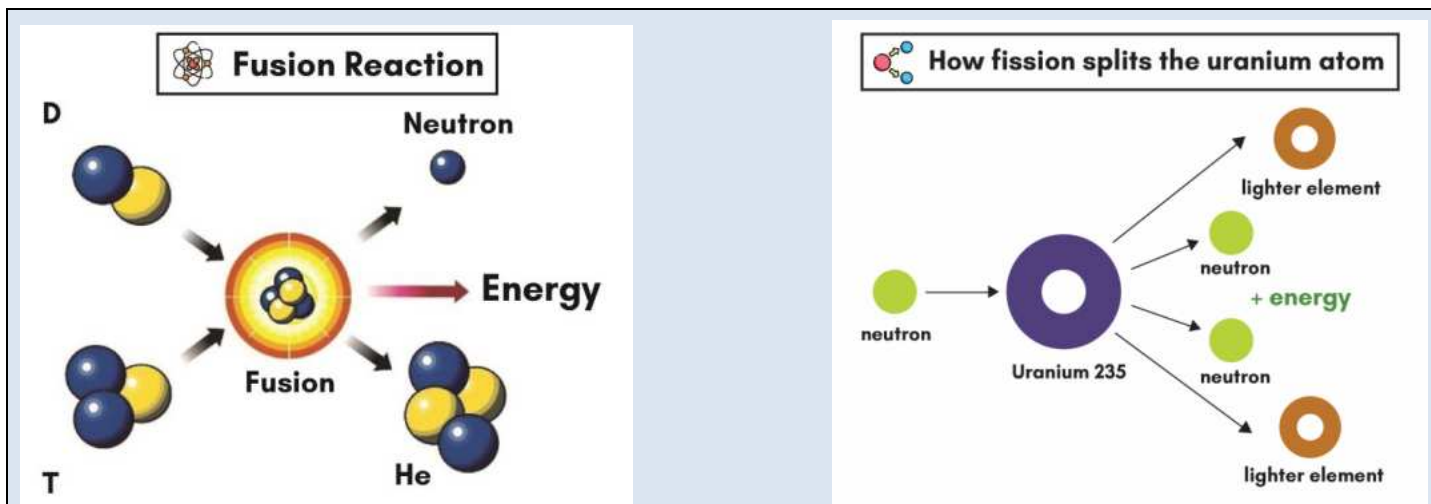 Fusion Reaction
D
Neutron
Energy
Fusion
He
T
How fission splits the uranium atom
lighter element
neutron
+ energy
neutron
Uranium 235
neutron
lighter element